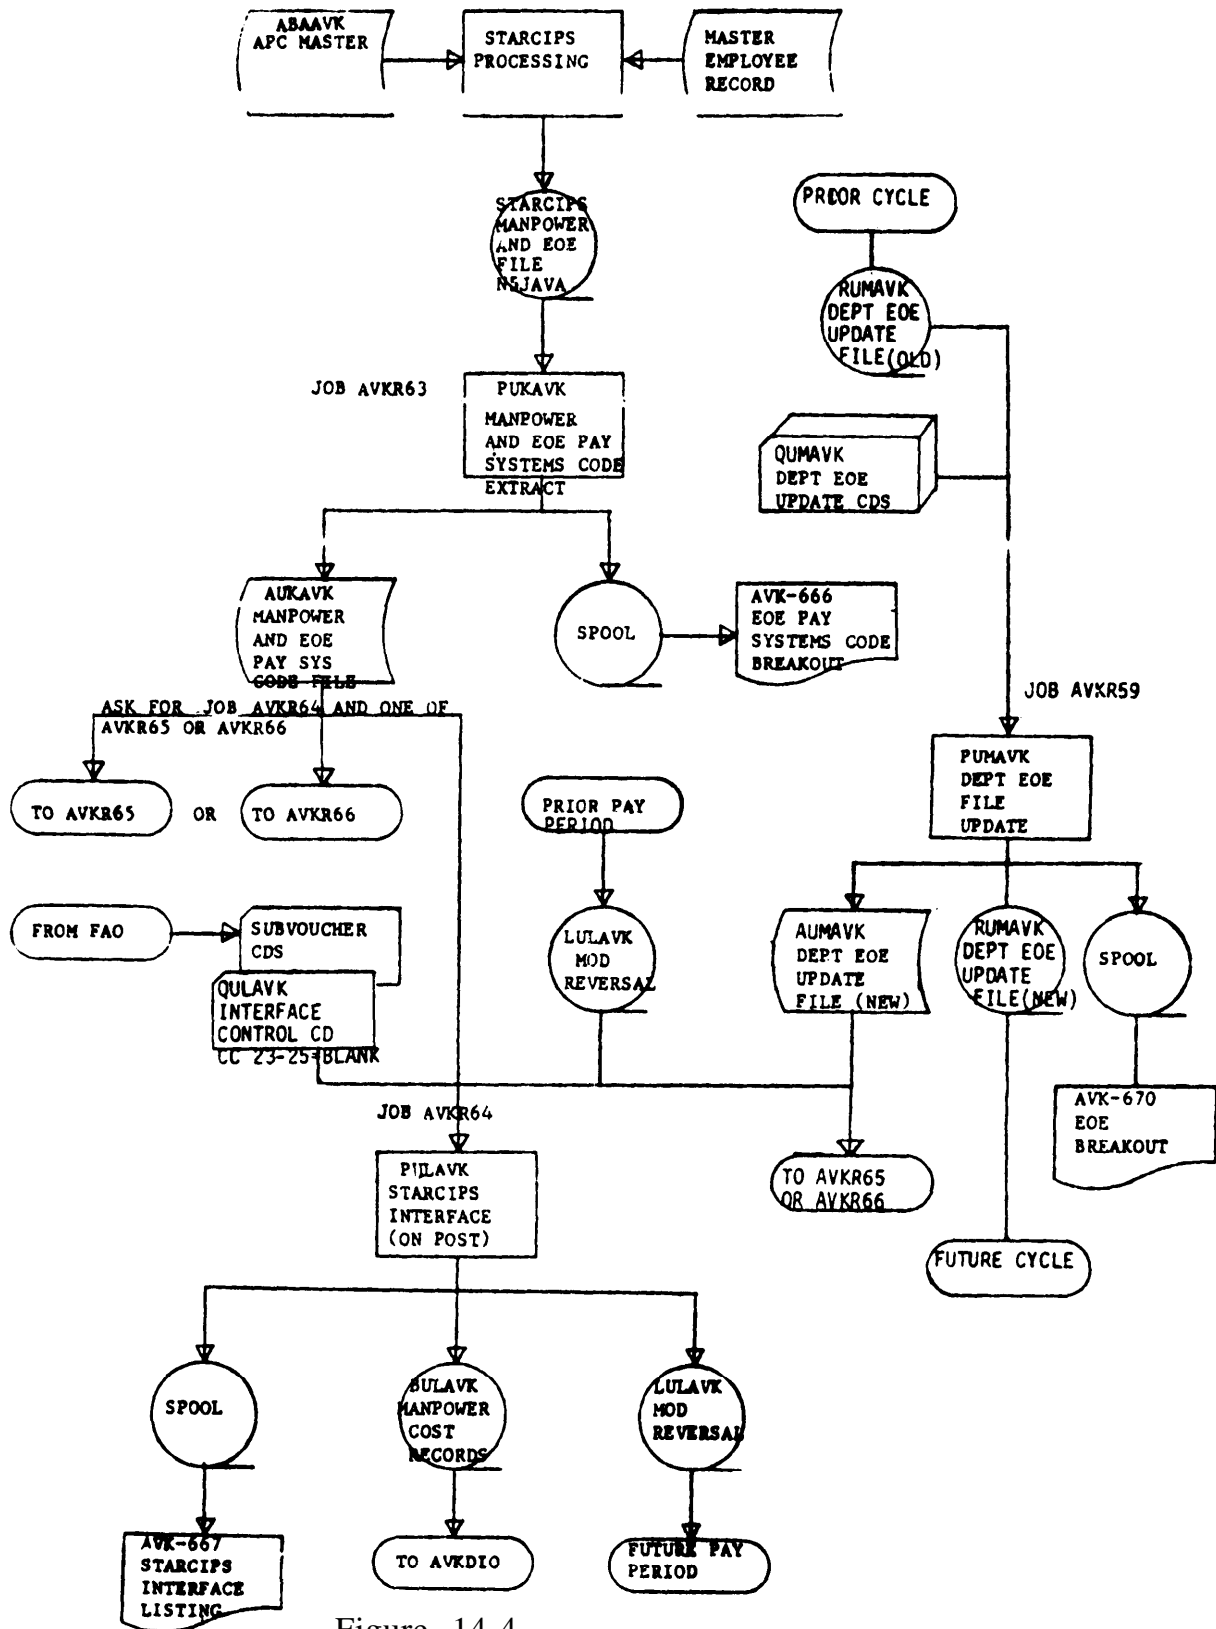 ABAAVK
APC MASTER
STARCIPS
PROCESSING
MASTER
EMPLOYEE
RECORD
STARCIPS
MANPOWER
AND EOE
FILE
N5JAVA
PRIOR CYCLE
RUMAVK
DEPT EOE
UPDATE
FILE(OLD)
JOB AVKR63
PUKAVK
MANPOWER
AND EOE PAY
SYSTEMS CODE
EXTRACT
QUMAVK
DEPT EOE
UPDATE CDS
AUKAVK
MANPOWER
AND EOE
PAY SYS
CODE FILE
SPOOL
AVK-666
EOE PAY
SYSTEMS CODE
BREAKOUT
JOB AVKR59
ASK FOR JOB AVKR64 AND ONE OF
AVKR65 OR AVKR66
PUMAVK
DEPT EOE
FILE
UPDATE
TO AVKR65
OR
TO AVKR66
PRIOR PAY
PERIOD
FROM FAO
SUBVOUCHER
CDS
QULAVK
INTERFACE
CONTROL CD
CC 23-25=BLANK
LULAVK
MOD
REVERSAL
AUMAVK
DEPT EOE
UPDATE
FILE (NEW)
RUMAVK
DEPT EOE
UPDATE
FILE(NEW)
SPOOL
JOB AVKR64
AVK-670
EOE
BREAKOUT
PULAVK
STARCIPS
INTERFACE
(ON POST)
TO AVKR65
OR AVKR66
FUTURE CYCLE
SPOOL
BULAVK
MANPOWER
COST
RECORDS
LULAVK
MOD
REVERSAL
AVK-667
STARCIPS
INTERFACE
LISTING
TO AVKDIO
FUTURE PAY
PERIOD
Figure 14-4